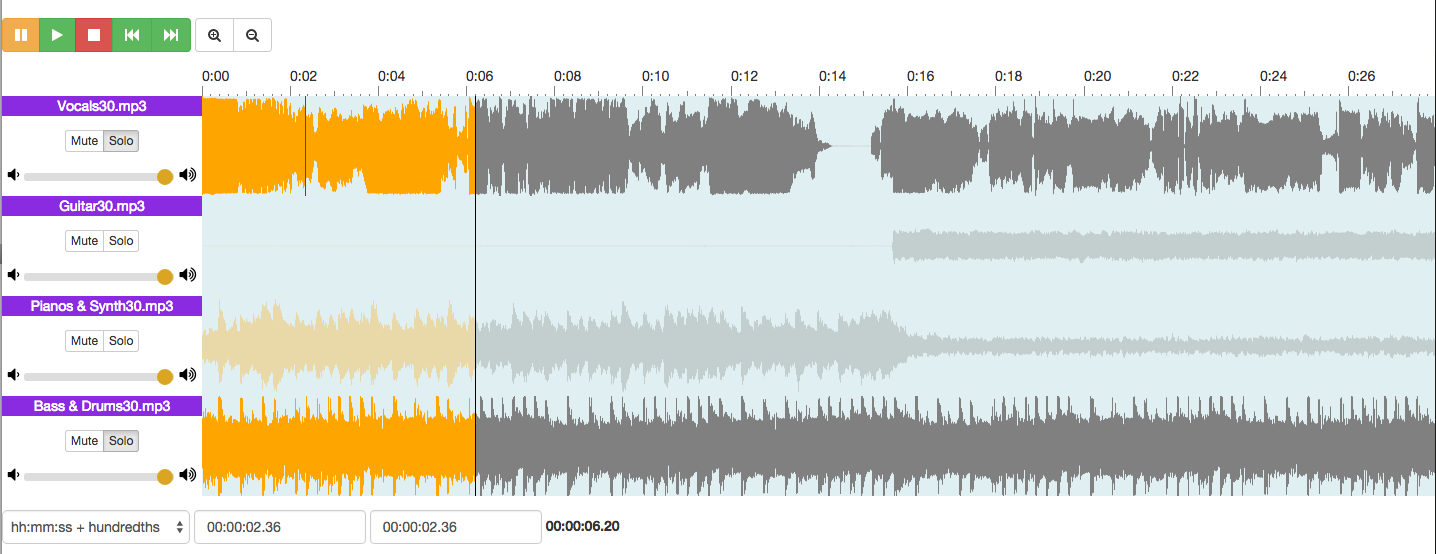 0:00 0:02 0:04 0:06 0:08 0:10 0:12 0:14 0:16 0:18 0:20 0:22 0:24 0:26
Vocals30.mp3
Mute Solo
Guitar30.mp3
Mute Solo
Pianos & Synth30.mp3
Mute Solo
Bass & Drums30.mp3
Mute Solo
hh:mm:ss + hundredths 00:00:02.36 00:00:02.36 00:00:06.20